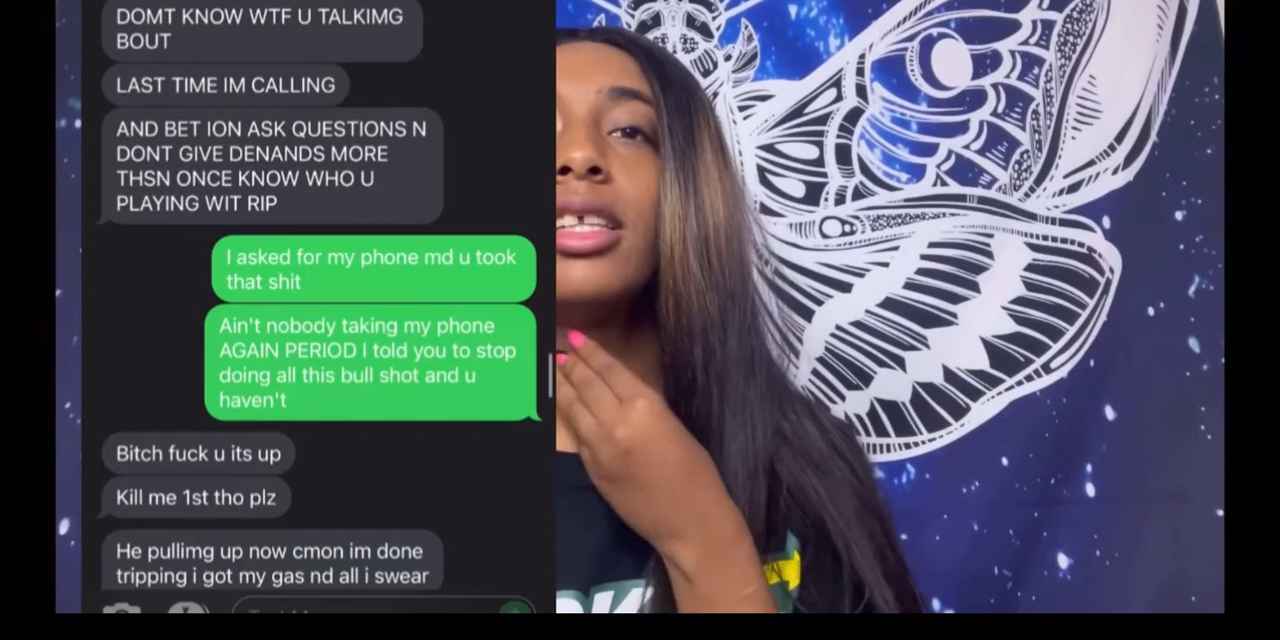 DOMT KNOW WTF U TALKIMG
BOUT
LAST TIME IM CALLING
AND BET ION ASK QUESTIONS N
DONT GIVE DENANDS MORE
THSN ONCE KNOW WHO U
PLAYING WIT RIP
I asked for my phone md u took
that shit
Ain't nobody taking my phone
AGAIN PERIOD I told you to stop
doing all this bull shot and u
haven't
Bitch fuck u its up
Kill me 1st tho plz
He pullimg up now cmon im done
tripping i got my gas nd all i swear